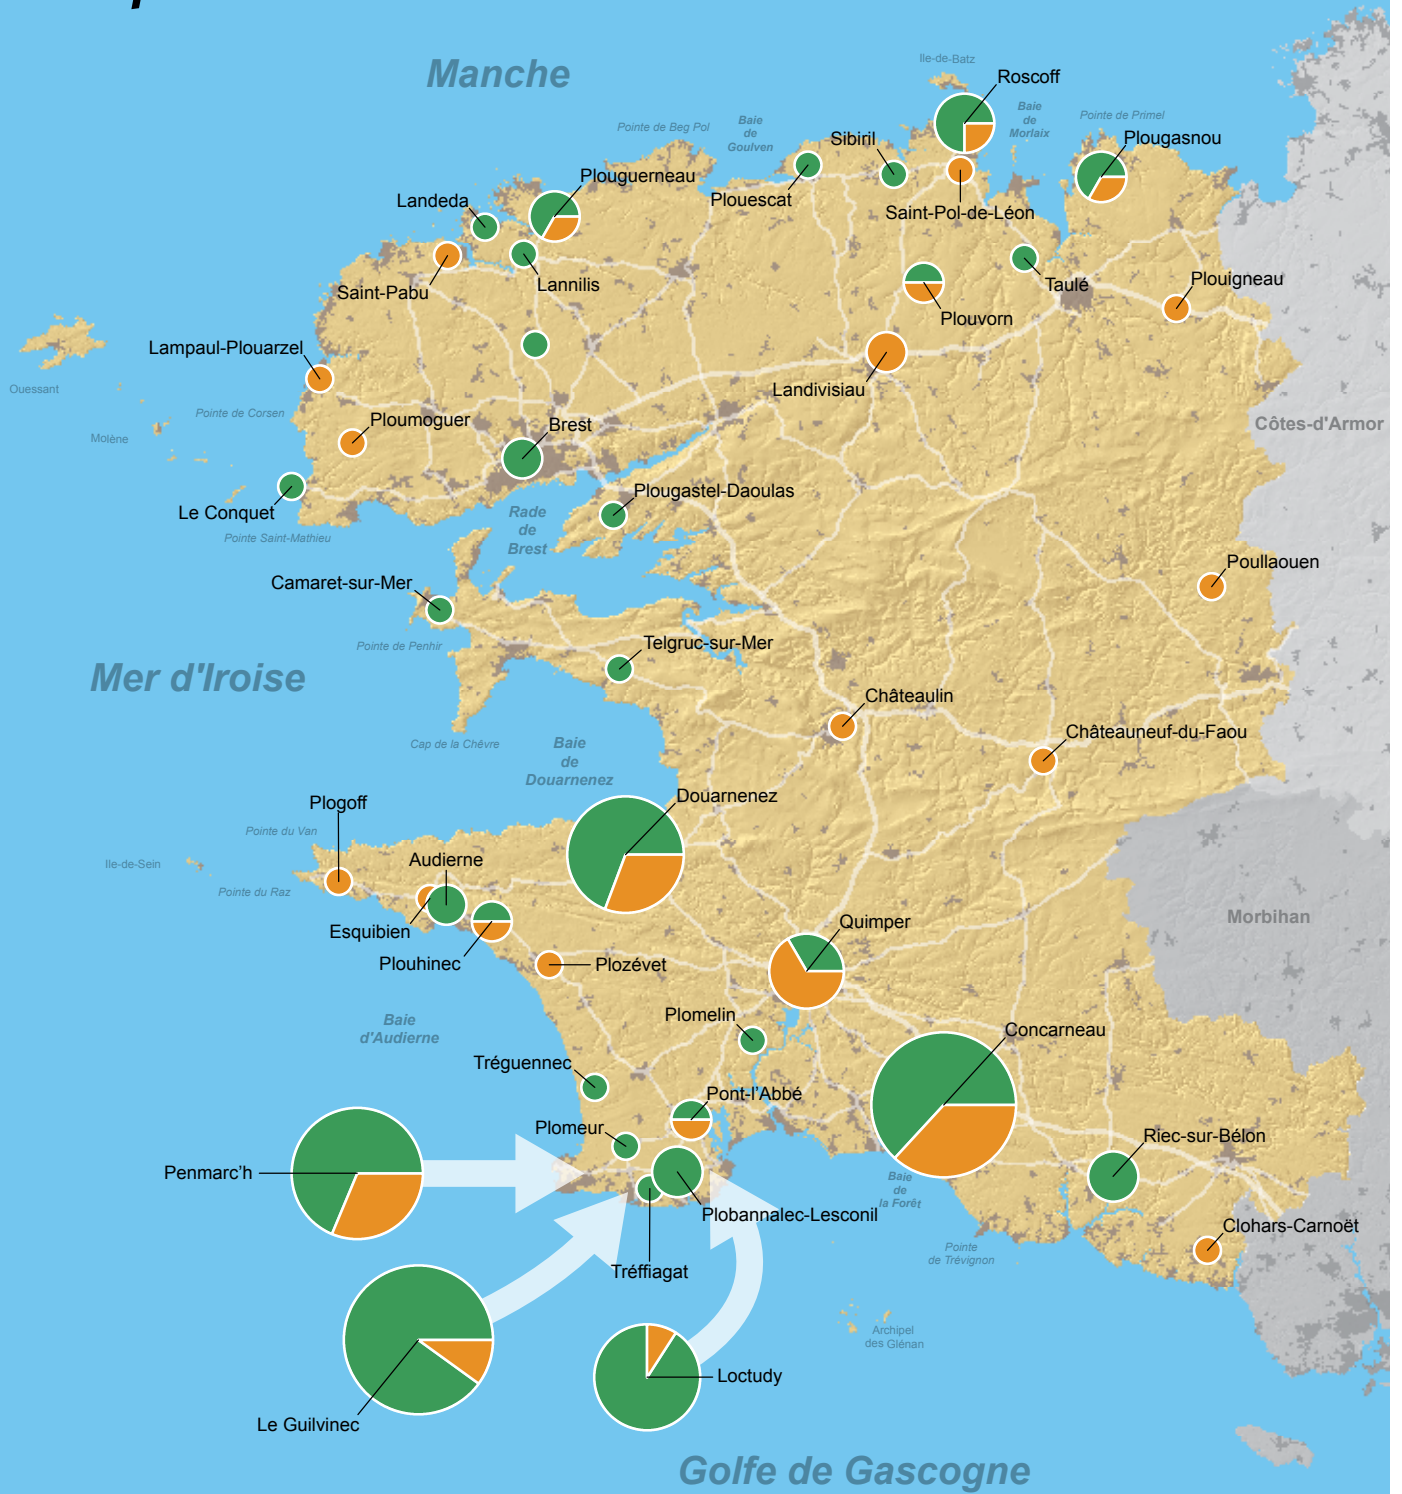 Manche
Ile-de-Batz
Roscoff
Baie
de
Morlaix
Pointe de Primel
Plougasnou
Pointe de Beg Pol
Baie
de
Goulven
Sibiril
Plouguerneau
Plouescat
Landeda
Saint-Pol-de-Léon
Saint-Pabu
Lannilis
Taulé
Plouigneau
Plouvorn
Lampaul-Plouarzel
Ouessant
Landivisiau
Pointe de Corsen
Ploumoguer
Brest
Côtes-d'Armor
Molène
Plougastel-Daoulas
Le Conquet
Rade
de
Brest
Pointe Saint-Mathieu
Poullaouen
Camaret-sur-Mer
Pointe de Penhir
Telgruc-sur-Mer
Mer d'Iroise
Châteaulin
Châteauneuf-du-Faou
Cap de la Chêvre
Baie
de
Douarnenez
Douarnenez
Plogoff
Pointe du Van
Ile-de-Sein
Audierne
Pointe du Raz
Esquibien
Plouhinec
Quimper
Morbihan
Plozévet
Plomelin
Baie
d'Audierne
Concarneau
Tréguennec
Pont-l'Abbé
Plomeur
Riec-sur-Bélon
Penmarc'h
Baie
de
la Forêt
Plobannalec-Lesconil
Clohars-Carnoët
Pointe
de Trévignon
Tréffiagat
Archipel
des Glénan
Loctudy
Le Guilvinec
Golfe de Gascogne